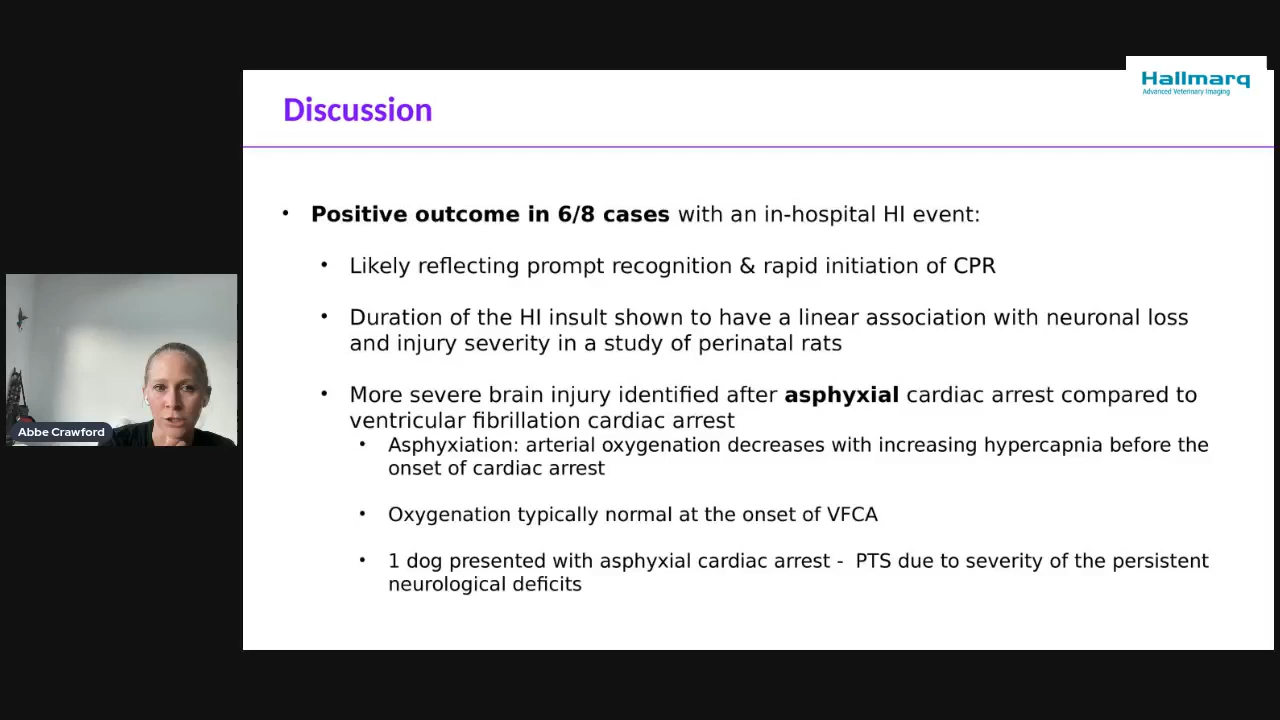 Hallmarq
Advanced Veterinary Imaging
Discussion
• Positive outcome in 6/8 cases with an in-hospital HI event:
• Likely reflecting prompt recognition & rapid initiation of CPR
• Duration of the HI insult shown to have a linear association with neuronal loss
and injury severity in a study of perinatal rats
• More severe brain injury identified after asphyxial cardiac arrest compared to
ventricular fibrillation cardiac arrest
• Asphyxiation: arterial oxygenation decreases with increasing hypercapnia before the
onset of cardiac arrest
• Oxygenation typically normal at the onset of VFCA
• 1 dog presented with asphyxial cardiac arrest - PTS due to severity of the persistent
neurological deficits
Abbe Crawford